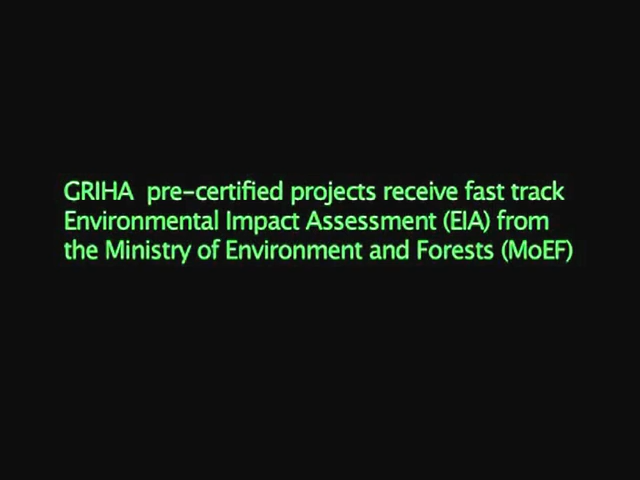 GRIHA  pre-certified projects receive fast track
Environmental Impact Assessment (EIA) from
the Ministry of Environment and Forests (MoEF)